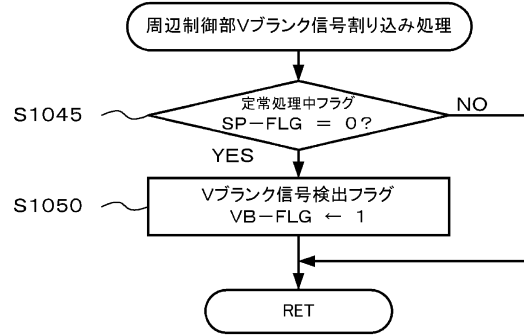 周辺制御部Vブランク信号割り込み処理
定常処理中フラグ
SP-FLG = 0?
NO
S1045
YES
Vブランク信号検出フラグ
VB-FLG ← 1
S1050
RET